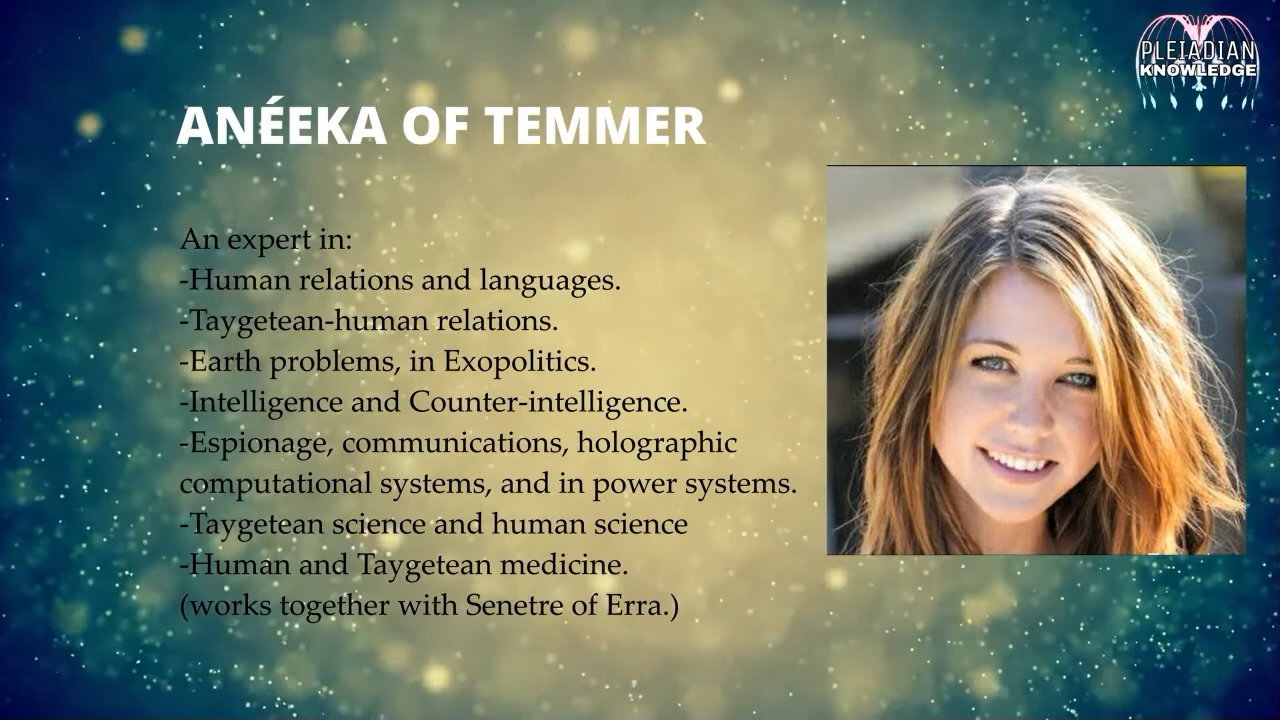 PLEIADIAN
KNOWLEDGE
ANÉEKA OF TEMMER
An expert in:
-Human relations and languages.
-Taygetean-human relations.
-Earth problems, in Exopolitics.
-Intelligence and Counter-intelligence.
-Espionage, communications, holographic
computational systems, and in power systems.
-Taygetean science and human science
-Human and Taygetean medicine.
(works together with Senetre of Erra.)